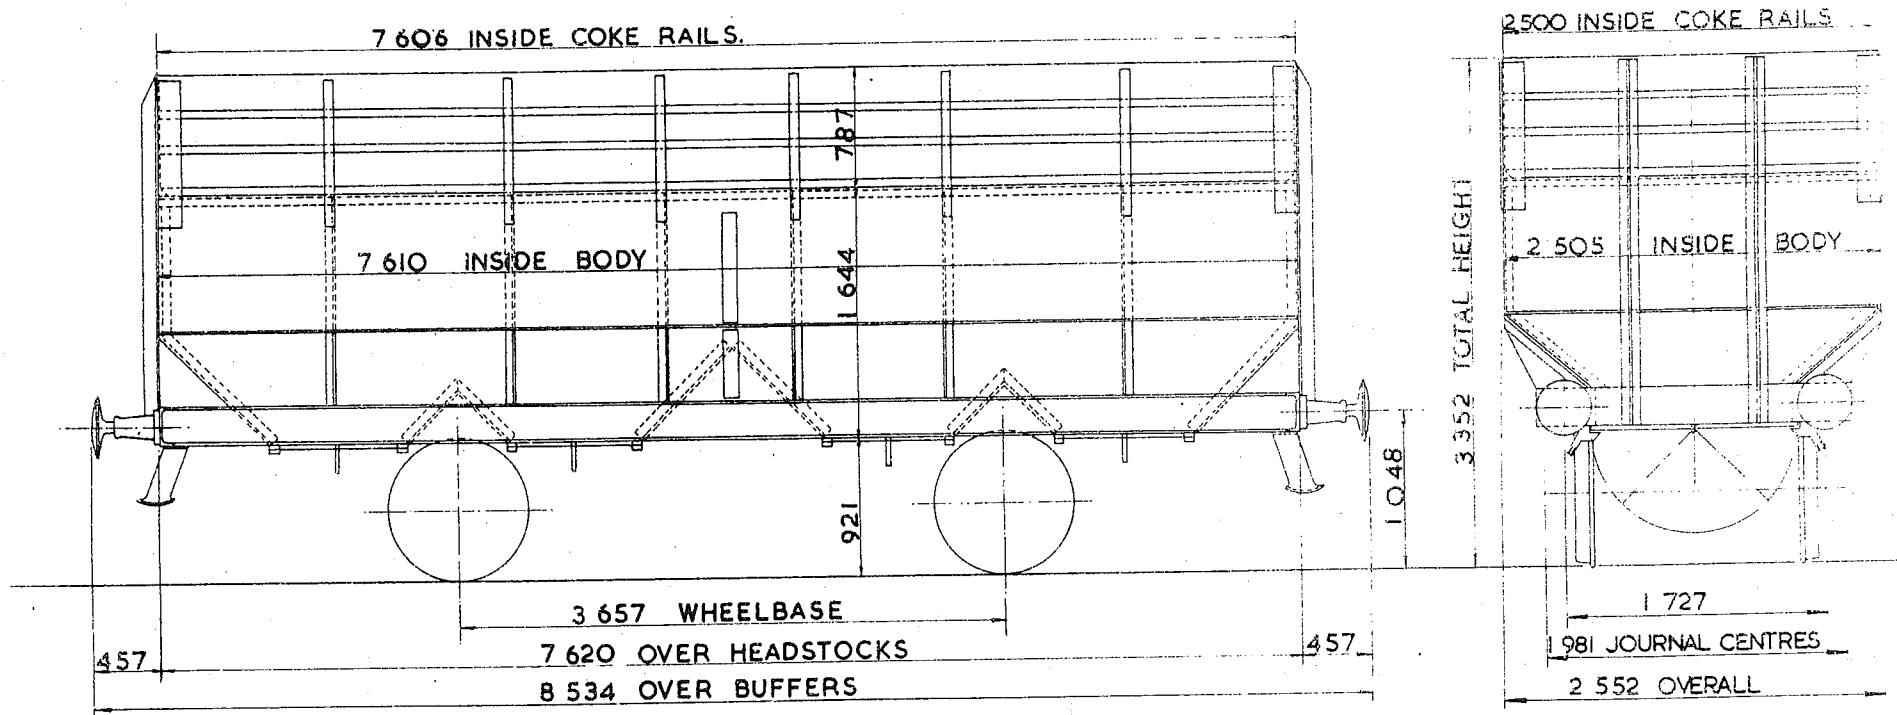 7 606 INSIDE COKE RAILS.
2 500 INSIDE COKE RAILS
787
7 610 INSIDE BODY
1 644
3 352 TOTAL HEIGHT
2 505 INSIDE BODY
921
1 048
3 657 WHEELBASE
1 727
457
7 620 OVER HEADSTOCKS
457
1 981 JOURNAL CENTRES
8 534 OVER BUFFERS
2 552 OVERALL